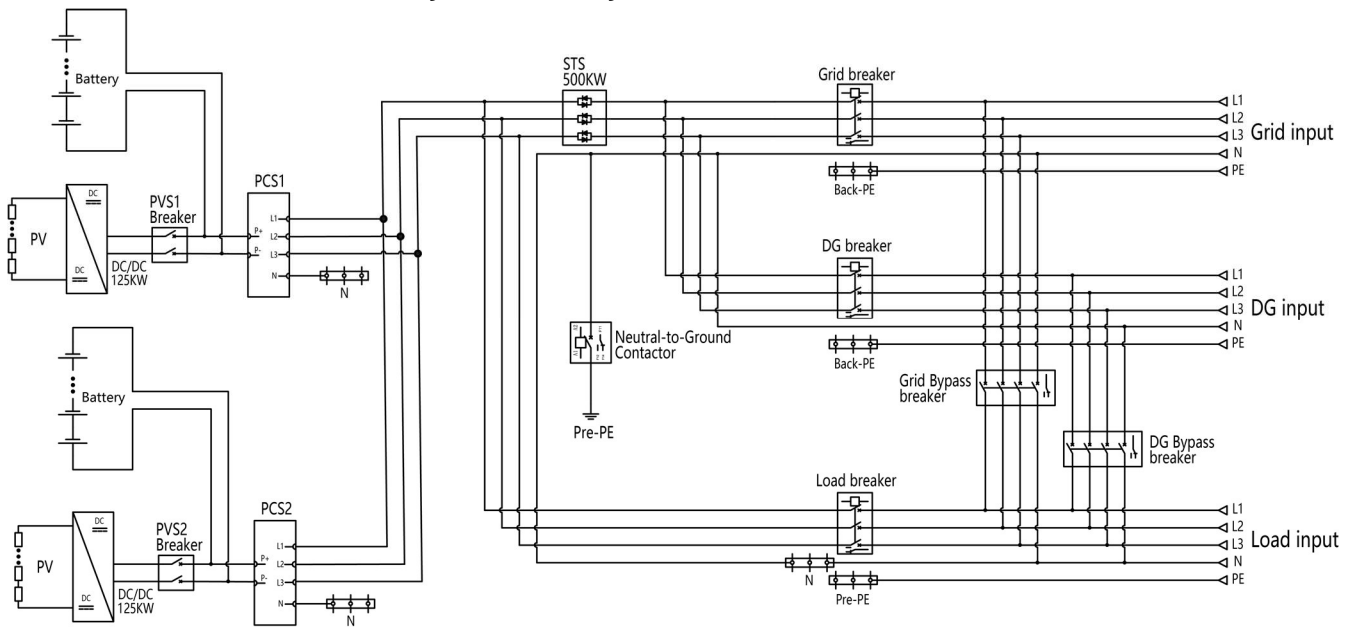 Battery
PV
DC
DC
DC/DC
125KW
PVS1
Breaker
PCS1
P+
P-
L1
L2
L3
N
N
Battery
PV
DC
DC
DC/DC
125KW
PVS2
Breaker
PCS2
P+
P-
L1
L2
L3
N
N
STS
500KW
Neutral-to-Ground
Contactor
Pre-PE
Grid breaker
Back-PE
L1
L2
L3
N
PE
Grid input
DG breaker
Back-PE
L1
L2
L3
N
PE
DG input
Grid Bypass
breaker
DG Bypass
breaker
Load breaker
N
Pre-PE
L1
L2
L3
N
PE
Load input